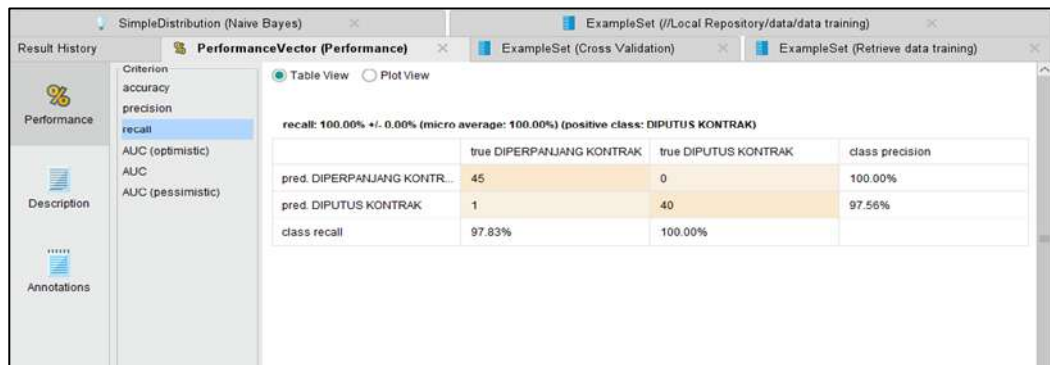 SimpleDistribution (Naive Bayes) ExampleSet (//Local Repository/data/data training)
Result History PerformanceVector (Performance) ExampleSet (Cross Validation) ExampleSet (Retrieve data training)
%
Performance
Description
Annotations
Criterion
accuracy
precision
recall
AUC (optimistic)
AUC
AUC (pessimistic)
Table View Plot View
recall: 100.00% +/- 0.00% (micro average: 100.00%) (positive class: DIPUTUS KONTRAK)
true DIPERPANJANG KONTRAK true DIPUTUS KONTRAK class precision
pred. DIPERPANJANG KONTR... 45 0 100.00%
pred. DIPUTUS KONTRAK 1 40 97.56%
class recall 97.83% 100.00%